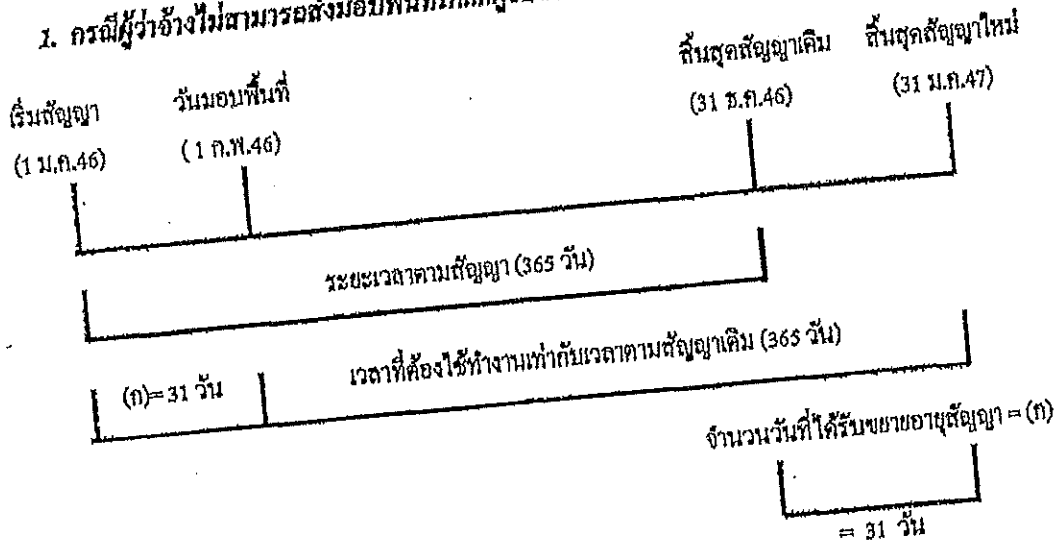 1. กรณีผู้ว่าจ้างไม่สามารถส่งมอบพื้นที่
เริ่มสัญญา วันมอบพื้นที่ สิ้นสุดสัญญาเดิม สิ้นสุดสัญญาใหม่
(1 ม.ค.46) (1 ก.พ.46) (31 ธ.ค.46) (31 ม.ค.47)
ระยะเวลาตามสัญญา (365 วัน)
(ก)= 31 วัน เวลาที่ต้องใช้ทำงานเท่ากับเวลาตามสัญญาเดิม (365 วัน)
จำนวนวันที่ได้รับขยายอายุสัญญา = (ก)
= 31 วัน